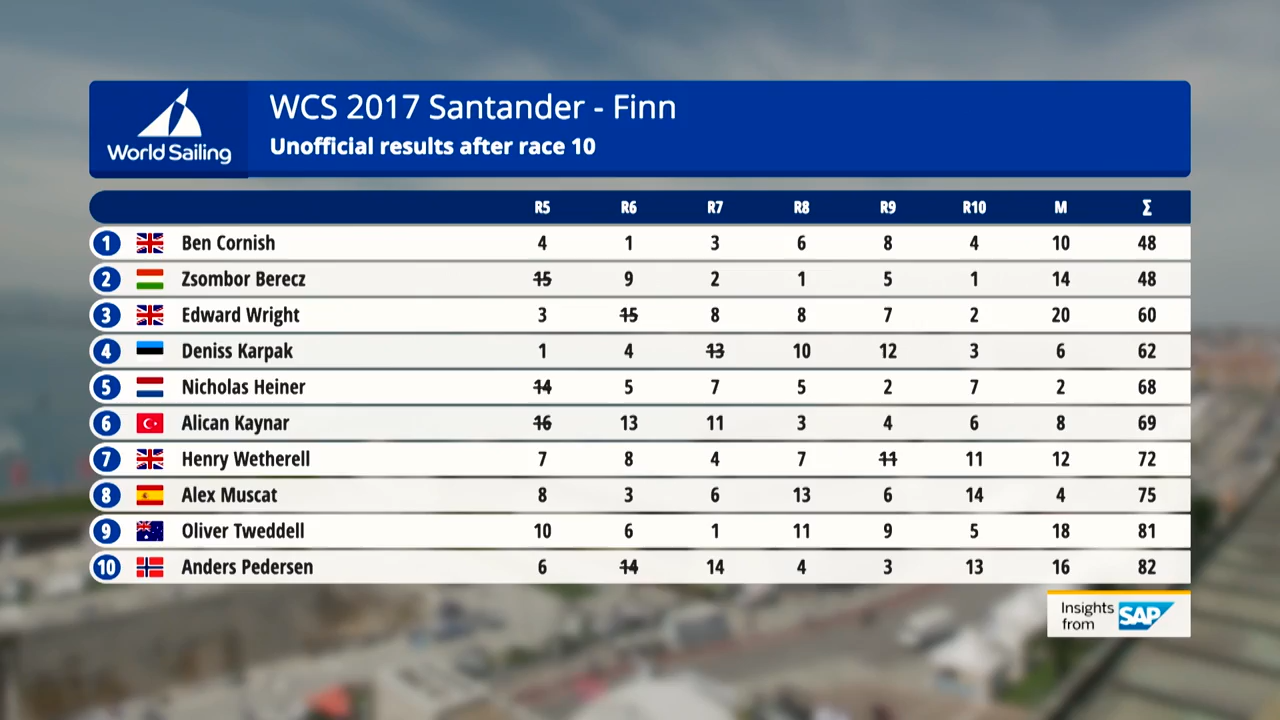 WCS 2017 Santander - Finn
World Sailing
Unofficial results after race 10
R5 R6 R7 R8 R9 R10 M Σ
1 Ben Cornish 4 1 3 6 8 4 10 48
2 Zsombor Berecz 15 9 2 1 5 1 14 48
3 Edward Wright 3 15 8 8 7 2 20 60
4 Deniss Karpak 1 4 13 10 12 3 6 62
5 Nicholas Heiner 14 5 7 5 2 7 2 68
6 Alican Kaynar 16 13 11 3 4 6 8 69
7 Henry Wetherell 7 8 4 7 11 11 12 72
8 Alex Muscat 8 3 6 13 6 14 4 75
9 Oliver Tweddell 10 6 1 11 9 5 18 81
10 Anders Pedersen 6 14 14 4 3 13 16 82
Insights
from SAP